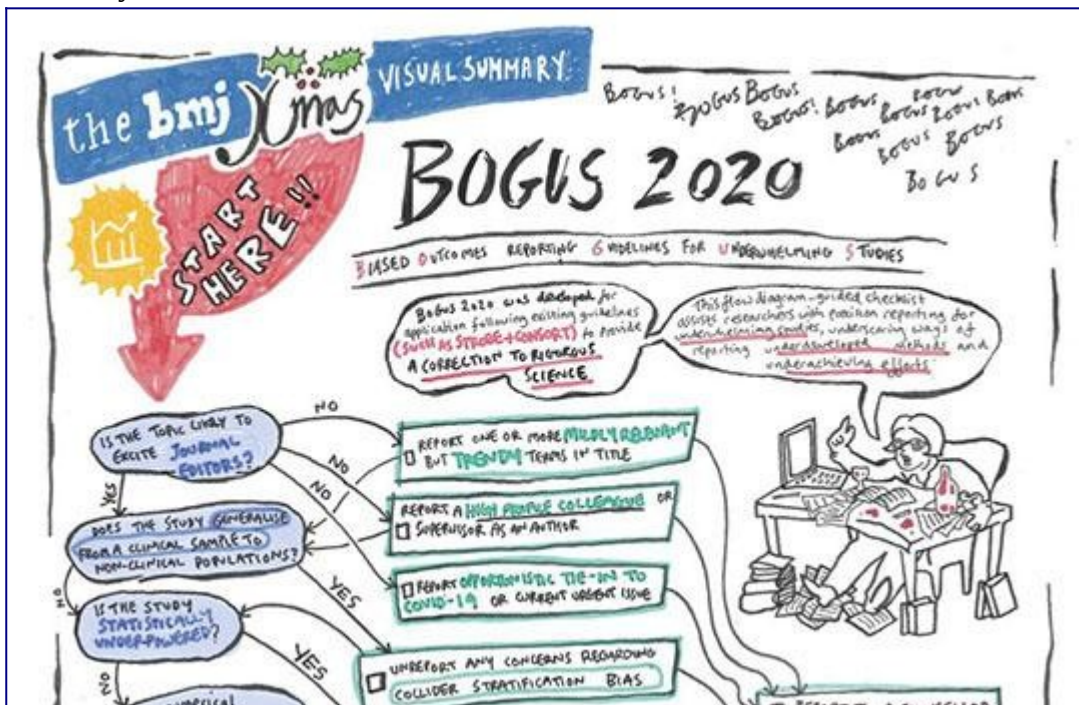 the bmj Xmas
VISUAL SUMMARY
START
HERE!!
Bogus!
BOGUS BOGUS
BOGUS! BOGUS BOGUS
BOGUS BOGUS BOGUS
BOGUS BOGUS
BOGUS
BOGUS 2020
BIASED OUTCOMES REPORTING GUIDELINES FOR UNDERWHELMING STUDIES
BOGUS 2020 was developed for
application following existing guidelines
(SUCH AS STROBE + CONSORT) to provide
A CORRECTION TO RIGOROUS
SCIENCE
This flow diagram-guided checklist
assists researchers with position reporting for
underwhelming studies, underscoring ways of
reporting underdeveloped methods and
underachieving efforts
IS THE TOPIC LIKELY TO
EXCITE JOURNAL
EDITORS?
NO
NO
NO
YES
REPORT ONE OR MORE MILDLY RELEVANT
BUT TRENDY TERMS IN TITLE
REPORT A HIGH PROFILE COLLEAGUE OR
SUPERVISOR AS AN AUTHOR
DOES THE STUDY GENERALISE
FROM A CLINICAL SAMPLE TO
NON-CLINICAL POPULATIONS?
REPORT OPPORTUNISTIC TIE-IN TO
COVID-19 OR CURRENT URGENT ISSUE
NO
YES
IS THE STUDY
STATISTICALLY
UNDER-POWERED?
YES
NO
UNREPORT ANY CONCERNS REGARDING
COLLIDER STRATIFICATION BIAS